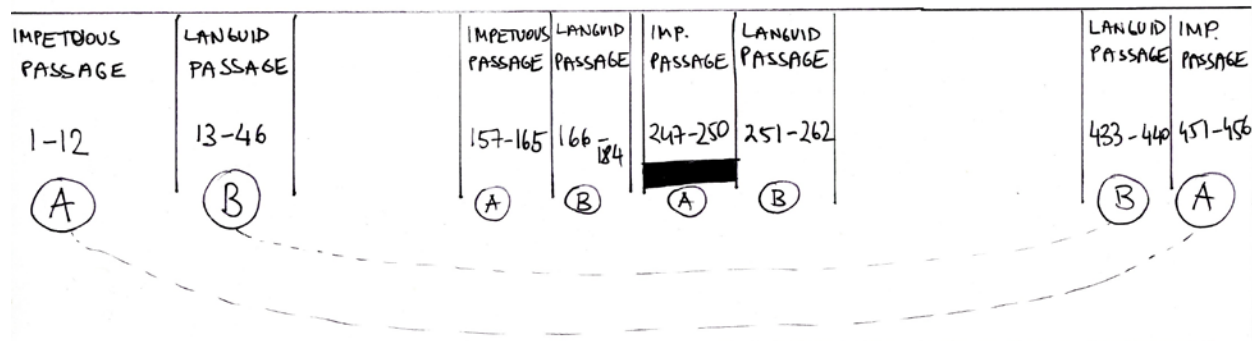 IMPETUOUS
PASSAGE
1-12
A
LANGUID
PASSAGE
13-46
B
IMPETUOUS
PASSAGE
157-165
A
LANGUID
PASSAGE
166-
184
B
IMP.
PASSAGE
247-250
A
LANGUID
PASSAGE
251-262
B
LANGUID
PASSAGE
433-440
B
IMP.
PASSAGE
451-456
A